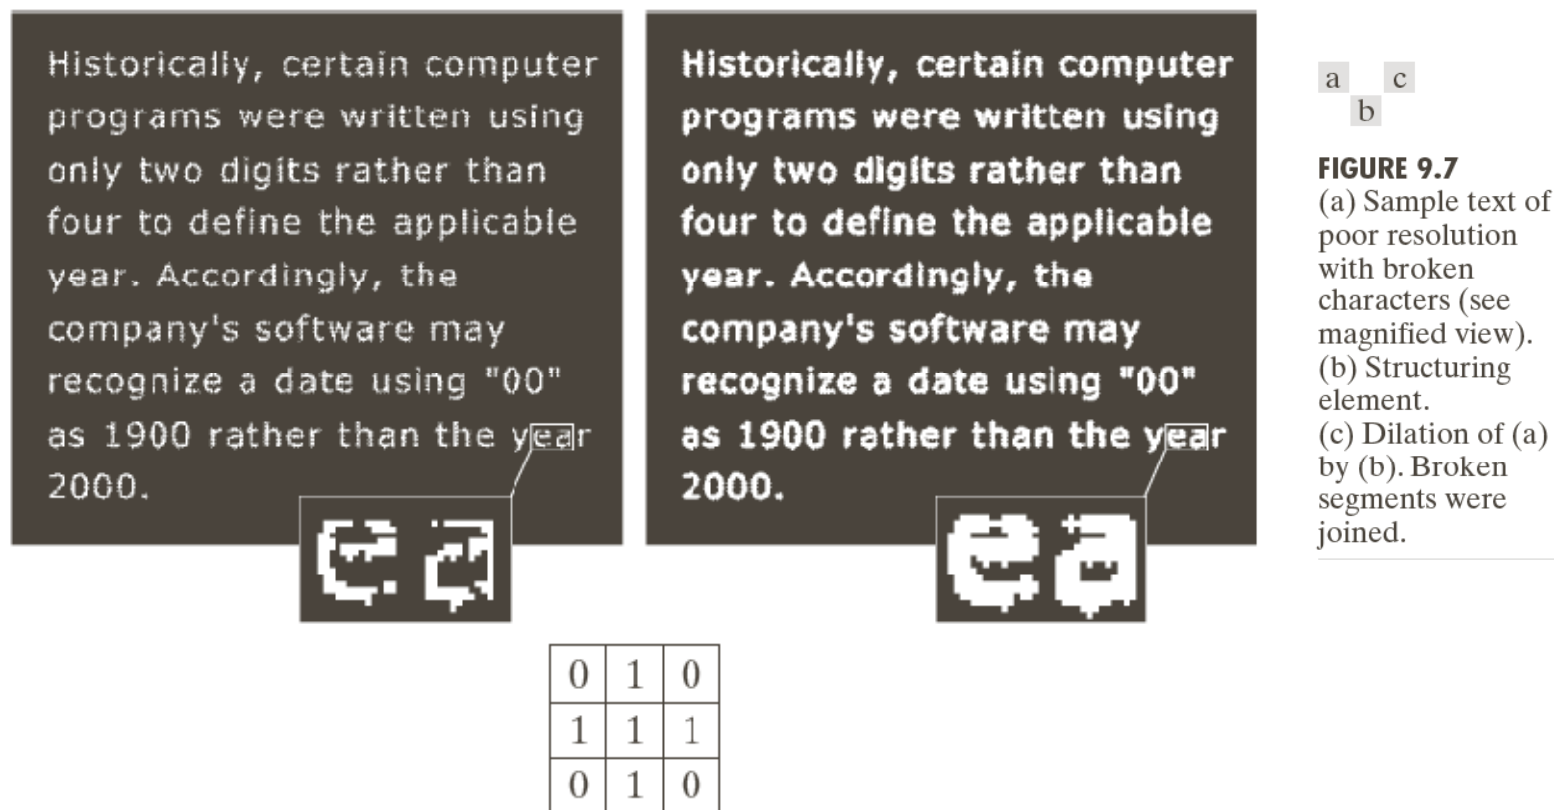 Historically, certain computer
programs were written using
only two digits rather than
four to define the applicable
year. Accordingly, the
company's software may
recognize a date using "00"
as 1900 rather than the year
2000.
e a
Historically, certain computer
programs were written using
only two digits rather than
four to define the applicable
year. Accordingly, the
company's software may
recognize a date using "00"
as 1900 rather than the year
2000.
e a
0 1 0
1 1 1
0 1 0
a c
b
FIGURE 9.7
(a) Sample text of
poor resolution
with broken
characters (see
magnified view).
(b) Structuring
element.
(c) Dilation of (a)
by (b). Broken
segments were
joined.